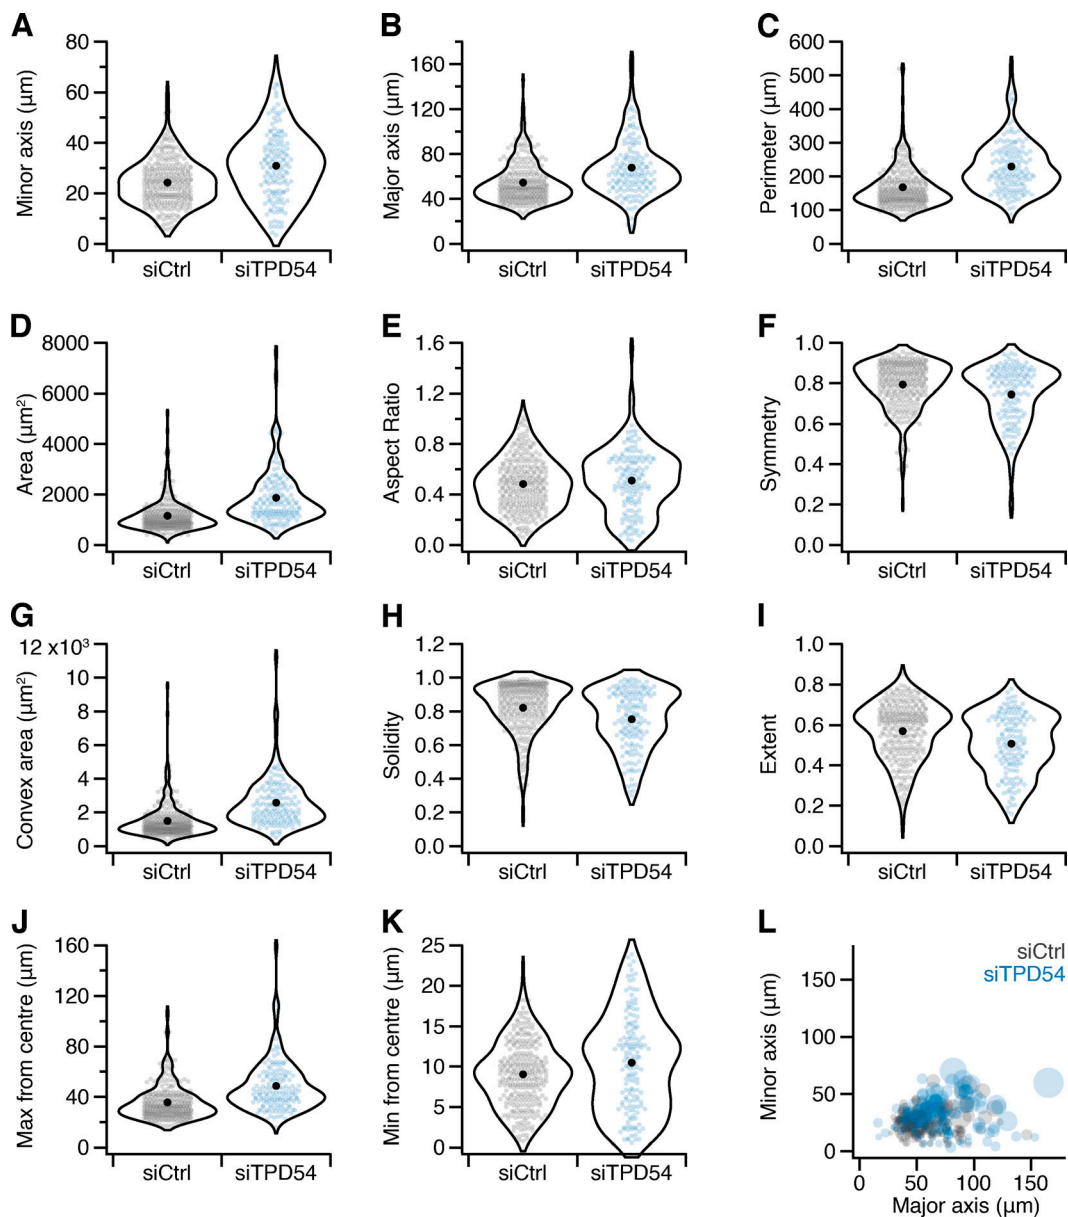 A
Minor axis (µm)
80
60
40
20
0
siCtrl
siTPD54
B
Major axis (µm)
160
120
80
40
0
siCtrl
siTPD54
C
Perimeter (µm)
600
500
400
300
200
100
0
siCtrl
siTPD54
D
Area (µm²)
8000
6000
4000
2000
0
siCtrl
siTPD54
E
Aspect Ratio
1.6
1.2
0.8
0.4
0.0
siCtrl
siTPD54
F
Symmetry
1.0
0.8
0.6
0.4
0.2
0.0
siCtrl
siTPD54
G
Convex area (µm²)
12 x10³
10
8
6
4
2
0
siCtrl
siTPD54
H
Solidity
1.2
1.0
0.8
0.6
0.4
0.2
0.0
siCtrl
siTPD54
I
Extent
1.0
0.8
0.6
0.4
0.2
0.0
siCtrl
siTPD54
J
Max from centre (µm)
160
120
80
40
0
siCtrl
siTPD54
K
Min from centre (µm)
25
20
15
10
5
0
siCtrl
siTPD54
L
siCtrl
siTPD54
Minor axis (µm)
150
100
50
0
0
50
100
150
Major axis (µm)